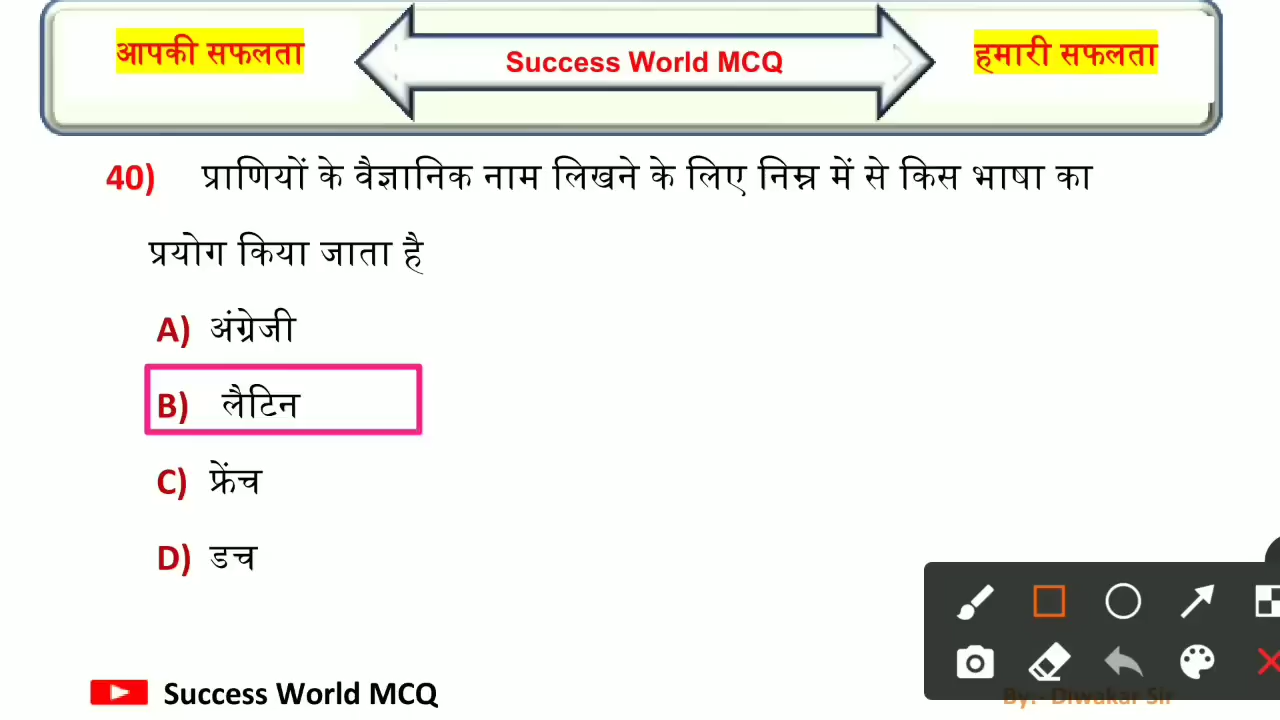 आपकी सफलता
Success World MCQ
हमारी सफलता
40) प्राणियों के वैज्ञानिक नाम लिखने के लिए निम्न में से किस भाषा का
प्रयोग किया जाता है
A) अंग्रेजी
B) लैटिन
C) फ्रेंच
D) डच
Success World MCQ
By:- Diwakar Sir